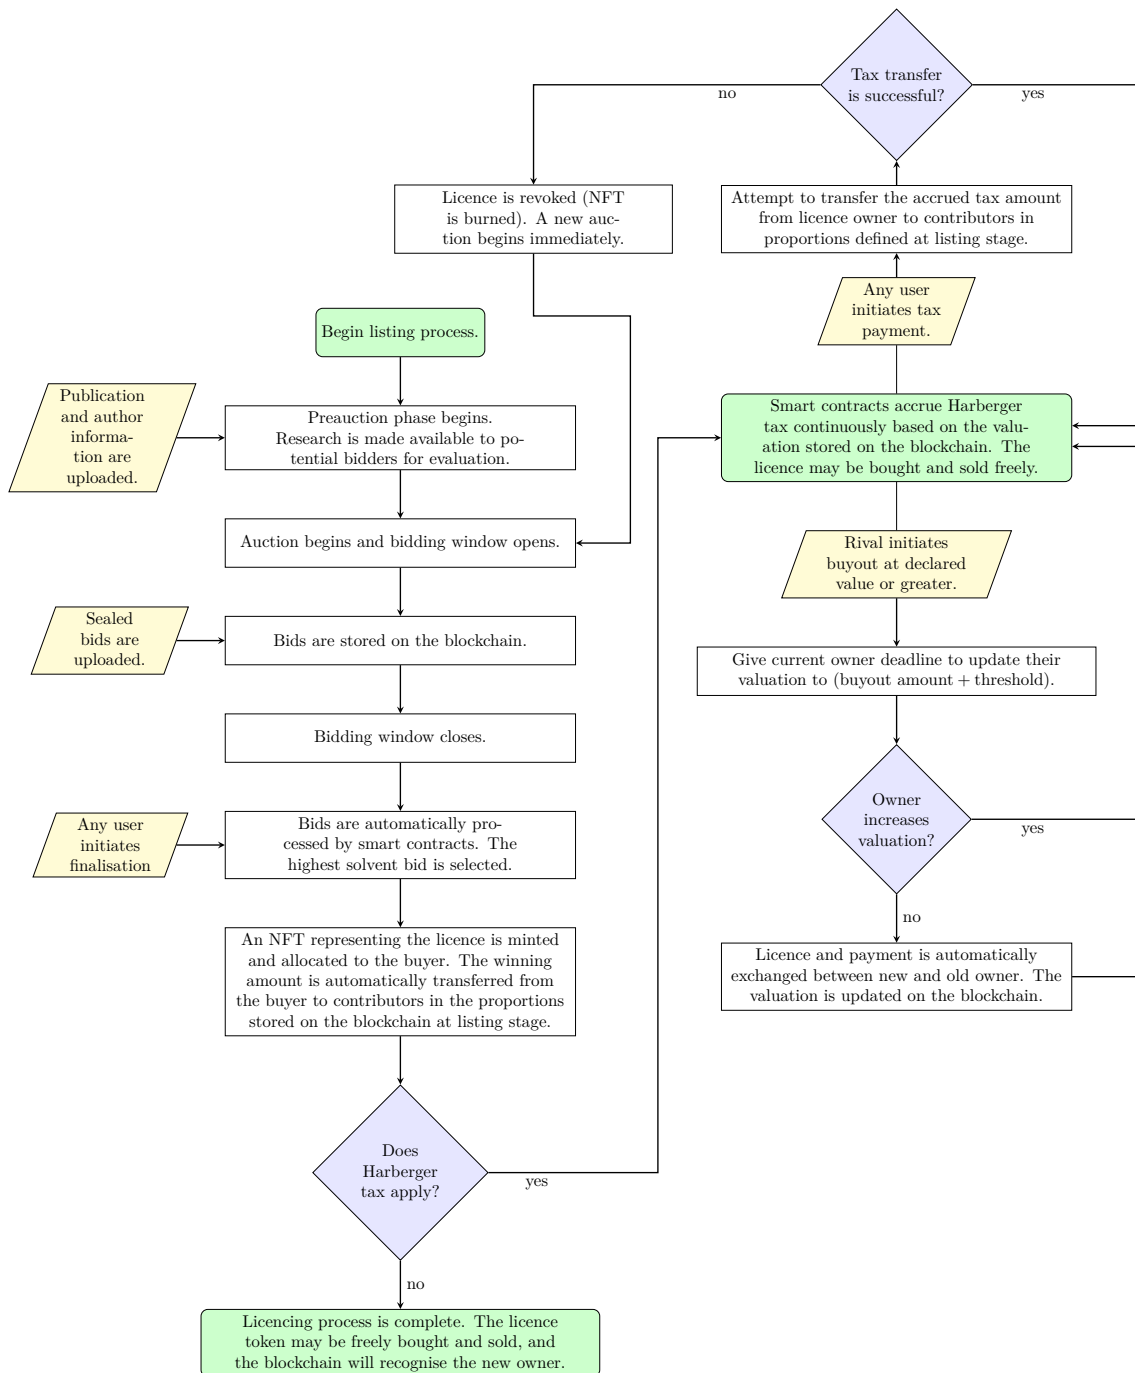 Tax transfer
is successful?
no
yes
Licence is revoked (NFT
is burned). A new auc-
tion begins immediately.
Attempt to transfer the accrued tax amount
from licence owner to contributors in
proportions defined at listing stage.
Any user
initiates tax
payment.
Begin listing process.
Publication
and author
informa-
tion are
uploaded.
Preauction phase begins.
Research is made available to po-
tential bidders for evaluation.
Smart contracts accrue Harberger
tax continuously based on the valu-
ation stored on the blockchain. The
licence may be bought and sold freely.
Auction begins and bidding window opens.
Rival initiates
buyout at declared
value or greater.
Sealed
bids are
uploaded.
Bids are stored on the blockchain.
Give current owner deadline to update their
valuation to (buyout amount + threshold).
Bidding window closes.
Owner
increases
valuation?
yes
no
Any user
initiates
finalisation
Bids are automatically pro-
cessed by smart contracts. The
highest solvent bid is selected.
An NFT representing the licence is minted
and allocated to the buyer. The winning
amount is automatically transferred from
the buyer to contributors in the proportions
stored on the blockchain at listing stage.
Licence and payment is automatically
exchanged between new and old owner. The
valuation is updated on the blockchain.
Does
Harberger
tax apply?
yes
no
Licencing process is complete. The licence
token may be freely bought and sold, and
the blockchain will recognise the new owner.